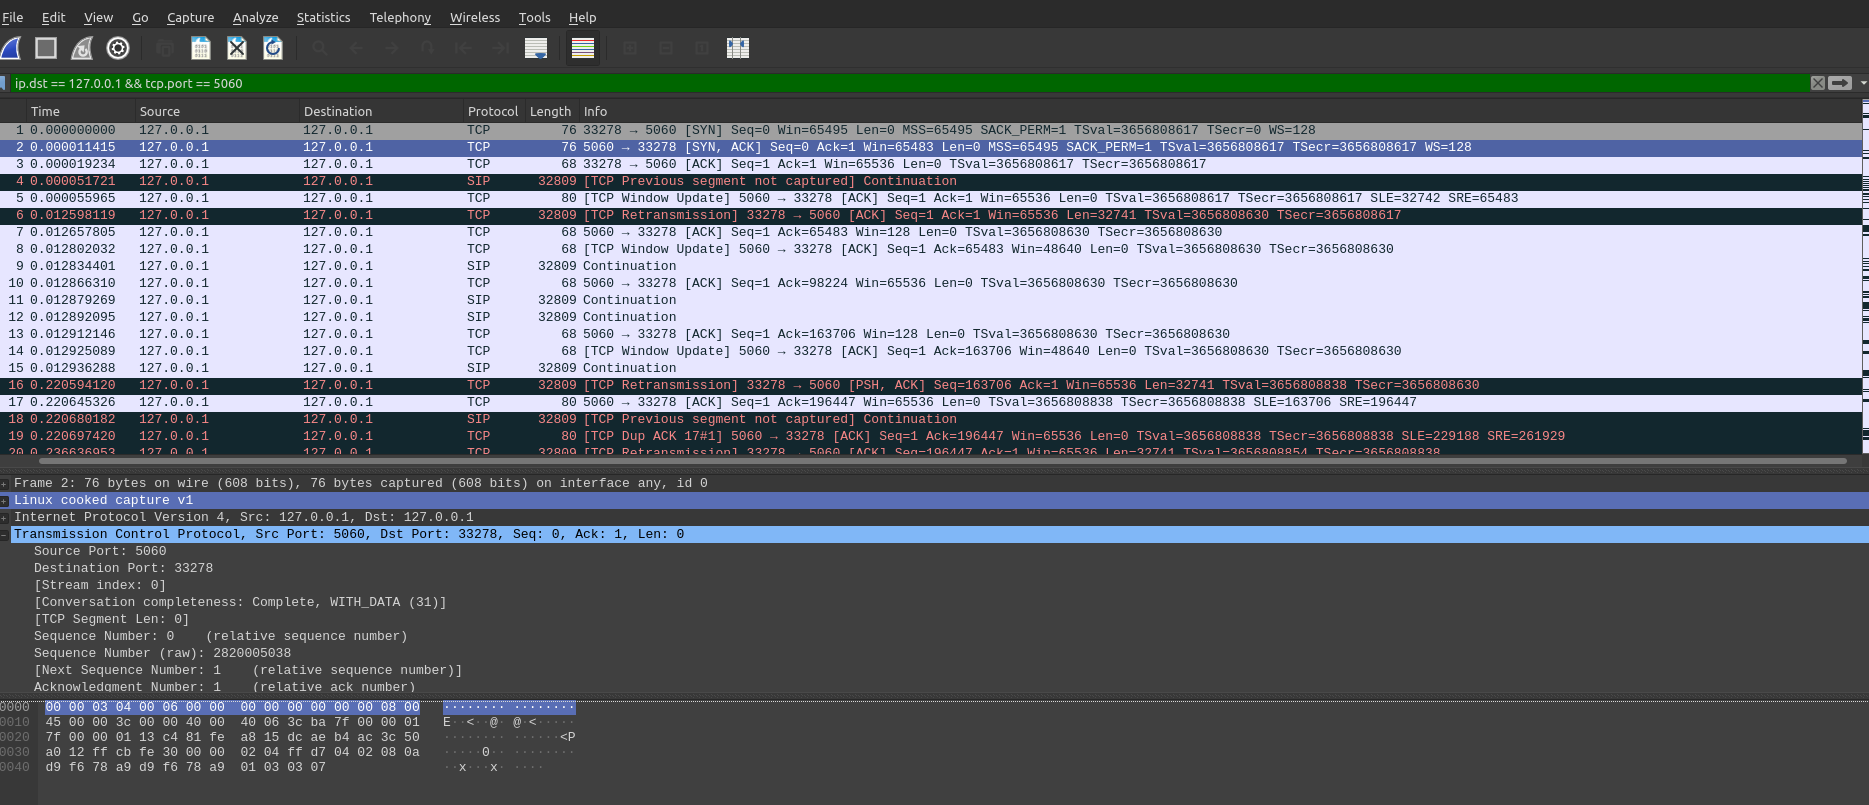 File Edit View Go Capture Analyze Statistics Telephony Wireless Tools Help
ip.dst == 127.0.0.1 && tcp.port == 5060
Time Source Destination Protocol Length Info
1 0.000000000 127.0.0.1 127.0.0.1 TCP 76 33278 → 5060 [SYN] Seq=0 Win=65495 Len=0 MSS=65495 SACK_PERM=1 TSval=3656808617 TSecr=0 WS=128
2 0.000011415 127.0.0.1 127.0.0.1 TCP 76 5060 → 33278 [SYN, ACK] Seq=0 Ack=1 Win=65483 Len=0 MSS=65495 SACK_PERM=1 TSval=3656808617 TSecr=3656808617 WS=128
3 0.000019234 127.0.0.1 127.0.0.1 TCP 68 33278 → 5060 [ACK] Seq=1 Ack=1 Win=65536 Len=0 TSval=3656808617 TSecr=3656808617
4 0.000051721 127.0.0.1 127.0.0.1 SIP 32809 [TCP Previous segment not captured] Continuation
5 0.000055965 127.0.0.1 127.0.0.1 TCP 80 [TCP Window Update] 5060 → 33278 [ACK] Seq=1 Ack=1 Win=65536 Len=0 TSval=3656808617 TSecr=3656808617 SLE=32742 SRE=65483
6 0.012598119 127.0.0.1 127.0.0.1 TCP 32809 [TCP Retransmission] 33278 → 5060 [ACK] Seq=1 Ack=1 Win=65536 Len=32741 TSval=3656808630 TSecr=3656808617
7 0.012657805 127.0.0.1 127.0.0.1 TCP 68 5060 → 33278 [ACK] Seq=1 Ack=65483 Win=128 Len=0 TSval=3656808630 TSecr=3656808630
8 0.012802032 127.0.0.1 127.0.0.1 TCP 68 [TCP Window Update] 5060 → 33278 [ACK] Seq=1 Ack=65483 Win=48640 Len=0 TSval=3656808630 TSecr=3656808630
9 0.012834401 127.0.0.1 127.0.0.1 SIP 32809 Continuation
10 0.012866310 127.0.0.1 127.0.0.1 TCP 68 5060 → 33278 [ACK] Seq=1 Ack=98224 Win=65536 Len=0 TSval=3656808630 TSecr=3656808630
11 0.012879269 127.0.0.1 127.0.0.1 SIP 32809 Continuation
12 0.012892095 127.0.0.1 127.0.0.1 SIP 32809 Continuation
13 0.012912146 127.0.0.1 127.0.0.1 TCP 68 5060 → 33278 [ACK] Seq=1 Ack=163706 Win=128 Len=0 TSval=3656808630 TSecr=3656808630
14 0.012925089 127.0.0.1 127.0.0.1 TCP 68 [TCP Window Update] 5060 → 33278 [ACK] Seq=1 Ack=163706 Win=48640 Len=0 TSval=3656808630 TSecr=3656808630
15 0.012936288 127.0.0.1 127.0.0.1 SIP 32809 Continuation
16 0.220594120 127.0.0.1 127.0.0.1 TCP 32809 [TCP Retransmission] 33278 → 5060 [PSH, ACK] Seq=163706 Ack=1 Win=65536 Len=32741 TSval=3656808838 TSecr=3656808630
17 0.220645326 127.0.0.1 127.0.0.1 TCP 80 5060 → 33278 [ACK] Seq=1 Ack=196447 Win=65536 Len=0 TSval=3656808838 TSecr=3656808838 SLE=163706 SRE=196447
18 0.220680182 127.0.0.1 127.0.0.1 SIP 32809 [TCP Previous segment not captured] Continuation
19 0.220697420 127.0.0.1 127.0.0.1 TCP 80 [TCP Dup ACK 17#1] 5060 → 33278 [ACK] Seq=1 Ack=196447 Win=65536 Len=0 TSval=3656808838 TSecr=3656808838 SLE=229188 SRE=261929
20 0.236636953 127.0.0.1 127.0.0.1 TCP 32809 [TCP Retransmission] 33278 → 5060 [ACK] Seq=196447 Ack=1 Win=65536 Len=32741 TSval=3656808854 TSecr=3656808838
Frame 2: 76 bytes on wire (608 bits), 76 bytes captured (608 bits) on interface any, id 0
Linux cooked capture v1
Internet Protocol Version 4, Src: 127.0.0.1, Dst: 127.0.0.1
Transmission Control Protocol, Src Port: 5060, Dst Port: 33278, Seq: 0, Ack: 1, Len: 0
Source Port: 5060
Destination Port: 33278
[Stream index: 0]
[Conversation completeness: Complete, WITH_DATA (31)]
[TCP Segment Len: 0]
Sequence Number: 0 (relative sequence number)
Sequence Number (raw): 2820005038
[Next Sequence Number: 1 (relative sequence number)]
Acknowledgment Number: 1 (relative ack number)
0000 00 00 03 04 00 06 00 00 00 00 00 00 00 00 08 00 ········ ········
0010 45 00 00 3c 00 00 40 00 40 06 3c ba 7f 00 00 01 E··<··@· @·<·····
0020 7f 00 00 01 13 c4 81 fe a8 15 dc ae b4 ac 3c 50 ········ ······<P
0030 a0 12 ff cb fe 30 00 00 02 04 ff d7 04 02 08 0a ·····0·· ········
0040 d9 f6 78 a9 d9 f6 78 a9 01 03 03 07 ··x···x· ····